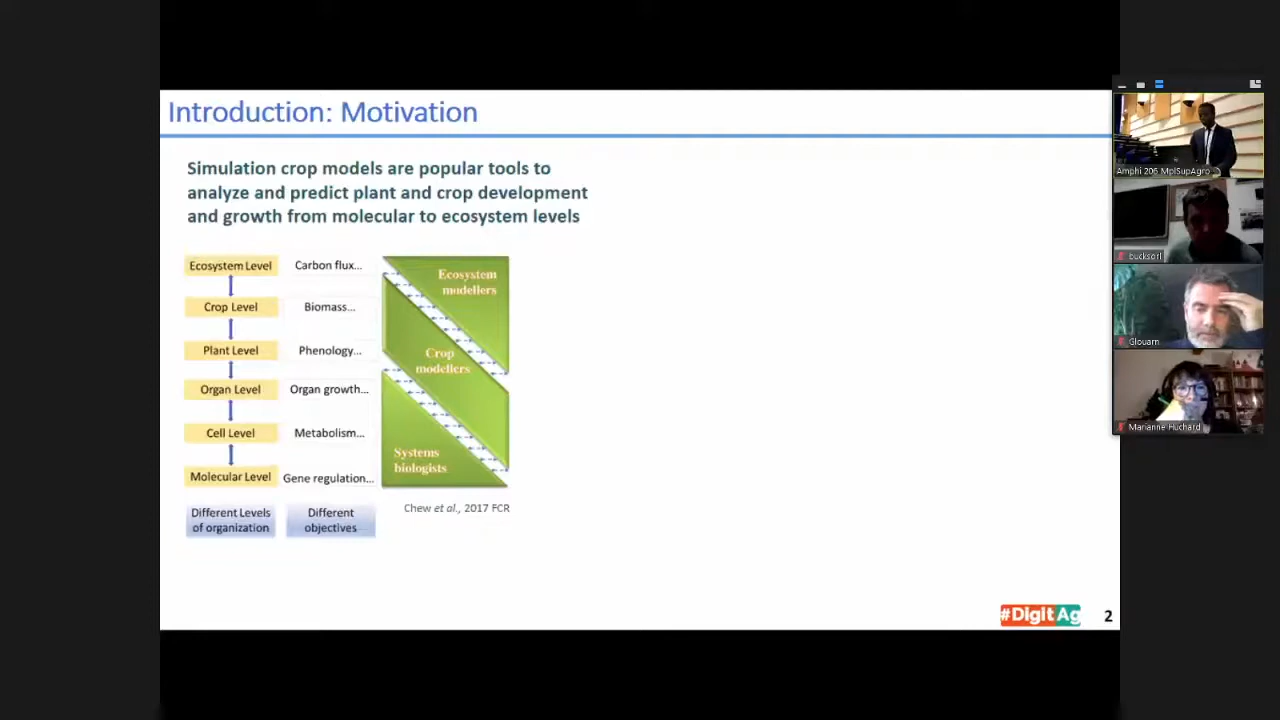 Introduction: Motivation
Simulation crop models are popular tools to
analyze and predict plant and crop development
and growth from molecular to ecosystem levels
Ecosystem Level
Carbon flux...
Crop Level
Biomass...
Plant Level
Phenology...
Organ Level
Organ growth...
Cell Level
Metabolism...
Molecular Level
Gene regulation...
Different Levels
of organization
Different
objectives
Ecosystem
modellers
Crop
modellers
Systems
biologists
Chew et al., 2017 FCR
#DigitAg
2
Amphi 206 MplSupAgro
bucksorl
Glouarn
Marianne Huchard